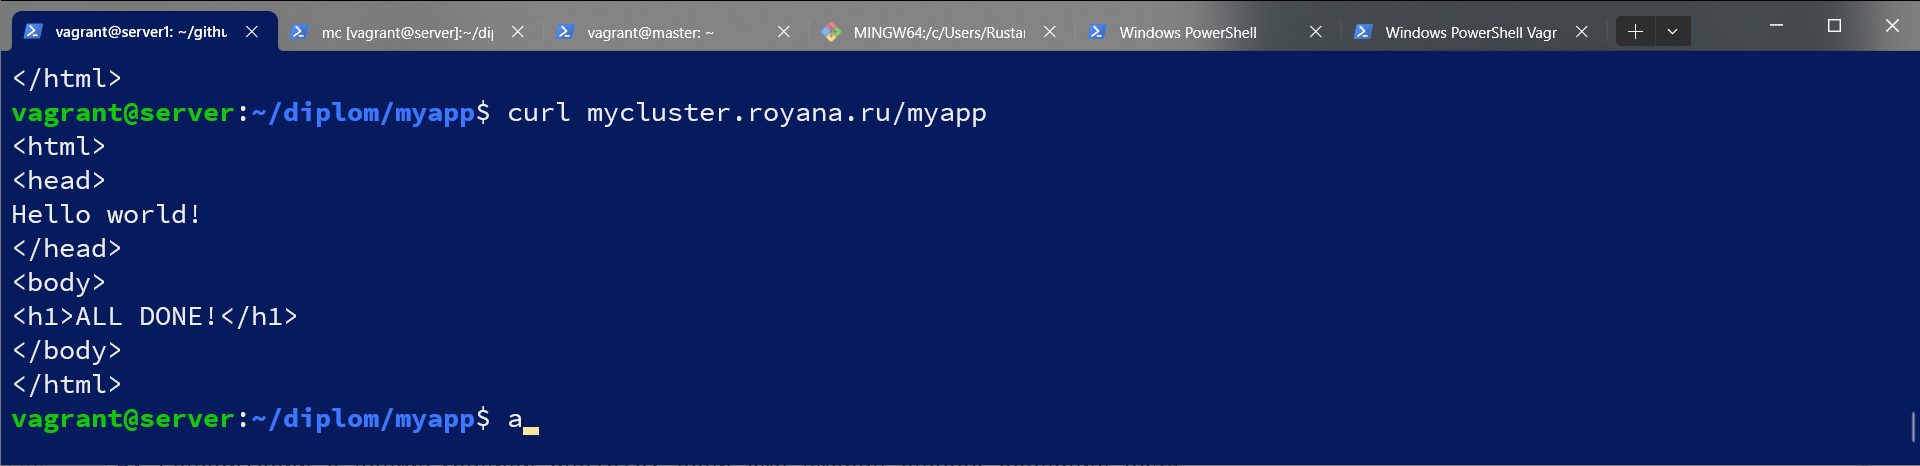 vagrant@server1: ~/githu
mc [vagrant@server]:~/di
vagrant@master: ~
MINGW64:/c/Users/Rusta
Windows PowerShell
Windows PowerShell Vagr
</html>
vagrant@server:~/diplom/myapp$ curl mycluster.royana.ru/myapp
<html>
<head>
Hello world!
</head>
<body>
<h1>ALL DONE!</h1>
</body>
</html>
vagrant@server:~/diplom/myapp$ a